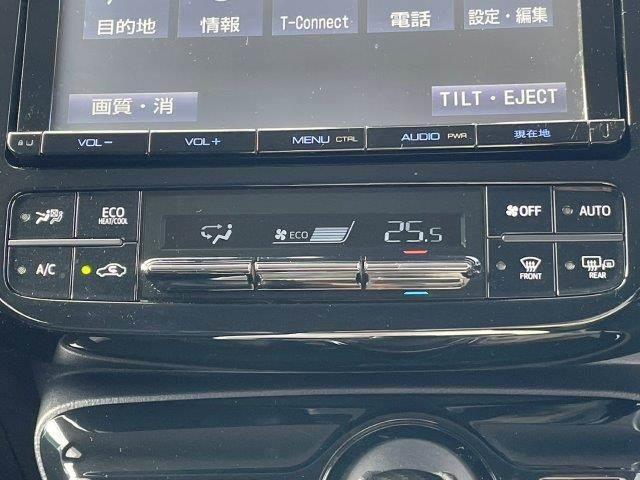 目的地 情報 T-Connect 電話 設定・編集
画質・消 TILT・EJECT
VOL− VOL+ MENU CTRL AUDIO PWR 現在地
ECO HEAT/COOL
ECO 25.5
OFF AUTO
A/C
FRONT
REAR